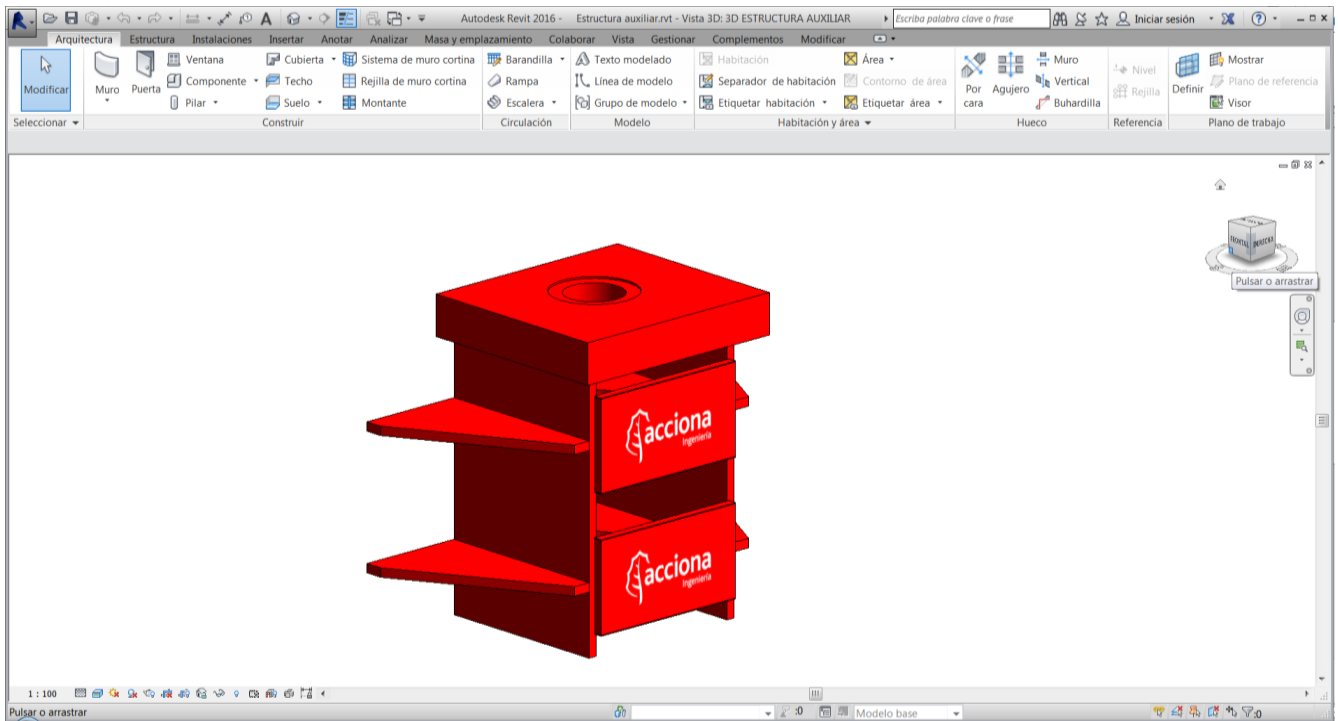 Autodesk Revit 2016 - Estructura auxiliar.rvt - Vista 3D: 3D ESTRUCTURA AUXILIAR
Escriba palabra clave o frase
Iniciar sesión
Arquitectura Estructura Instalaciones Insertar Anotar Analizar Masa y emplazamiento Colaborar Vista Gestionar Complementos Modificar
Ventana Cubierta Sistema de muro cortina Barandilla Texto modelado Habitación Área Muro Mostrar
Nivel
Modificar Muro Puerta Componente Techo Rejilla de muro cortina Rampa Línea de modelo Separador de habitación Contorno de área Por cara Agujero Vertical Definir Plano de referencia
Rejilla
Pilar Suelo Montante Escalera Grupo de modelo Etiquetar habitación Etiquetar área Buhardilla Visor
Seleccionar Construir Circulación Modelo Habitación y área Hueco Referencia Plano de trabajo
FRONTAL DERECHA
Pulsar o arrastrar
acciona
Ingeniería
acciona
Ingeniería
1 : 100
Pulsar o arrastrar :0 Modelo base :0